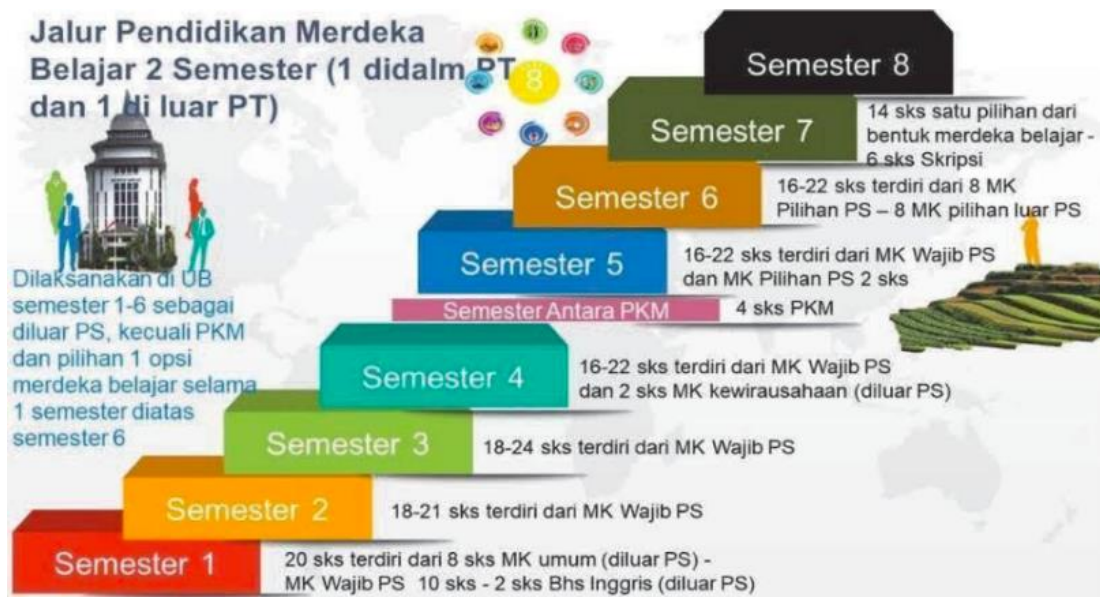 Jalur Pendidikan Merdeka
Belajar 2 Semester (1 didalm PT
dan 1 di luar PT)
8
Semester 8
Semester 7
14 sks satu pilihan dari
bentuk merdeka belajar -
6 sks Skripsi
Semester 6
16-22 sks terdiri dari 8 MK
Pilihan PS – 8 MK pilihan luar PS
Semester 5
16-22 sks terdiri dari MK Wajib PS
dan MK Pilihan PS 2 sks
Semester Antara PKM
4 sks PKM
Dilaksanakan di UB
semester 1-6 sebagai
diluar PS, kecuali PKM
dan pilihan 1 opsi
merdeka belajar selama
1 semester diatas
semester 6
Semester 4
16-22 sks terdiri dari MK Wajib PS
dan 2 sks MK kewirausahaan (diluar PS)
Semester 3
18-24 sks terdiri dari MK Wajib PS
Semester 2
18-21 sks terdiri dari MK Wajib PS
Semester 1
20 sks terdiri dari 8 sks MK umum (diluar PS) -
MK Wajib PS 10 sks - 2 sks Bhs Inggris (diluar PS)